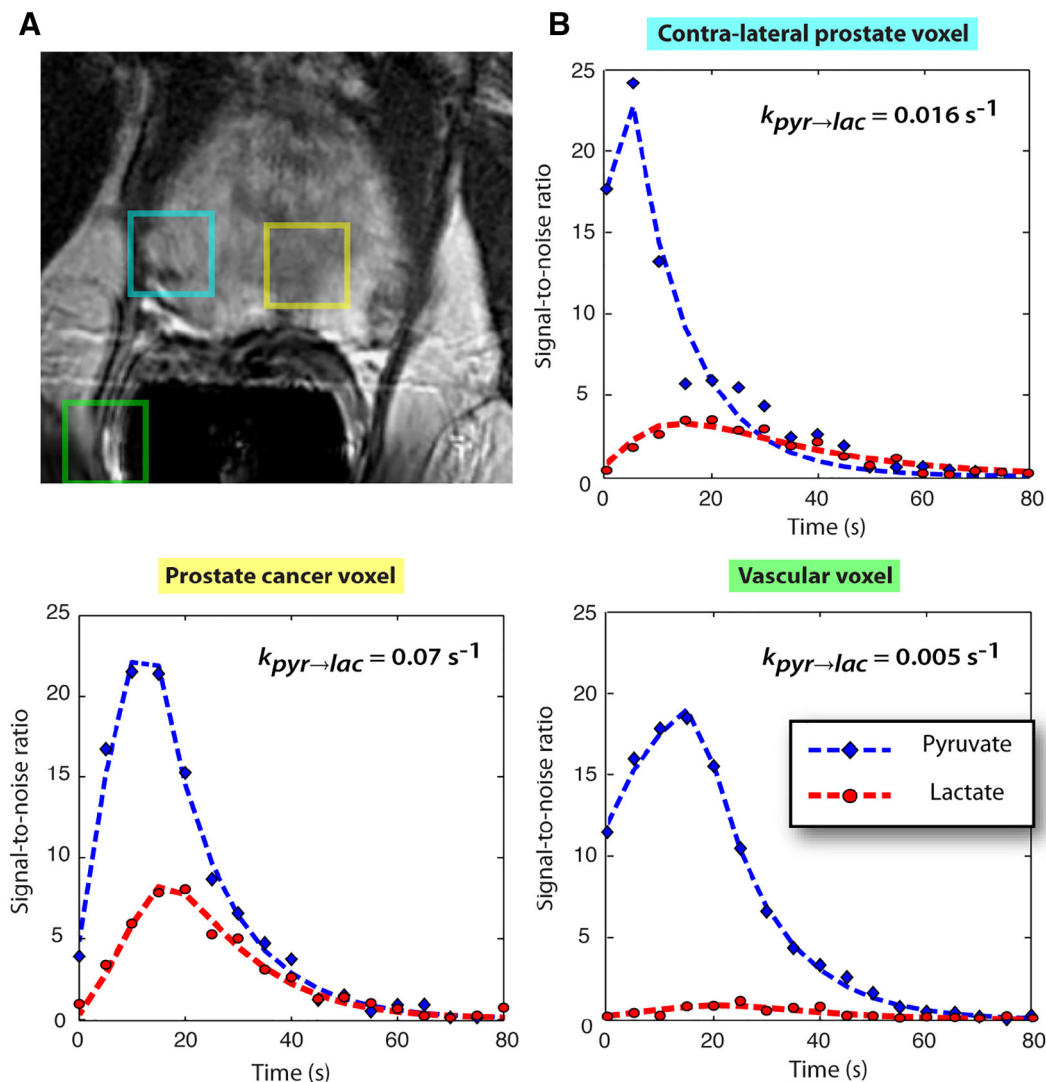 A
B
Contra-lateral prostate voxel
25
20
15
10
5
0
Signal-to-noise ratio
kpyr→lac = 0.016 s-1
0
20
40
60
80
Time (s)
Prostate cancer voxel
25
20
15
10
5
0
Signal-to-noise ratio
kpyr→lac = 0.07 s-1
0
20
40
60
80
Time (s)
Vascular voxel
25
20
15
10
5
0
Signal-to-noise ratio
kpyr→lac = 0.005 s-1
Pyruvate
Lactate
0
20
40
60
80
Time (s)